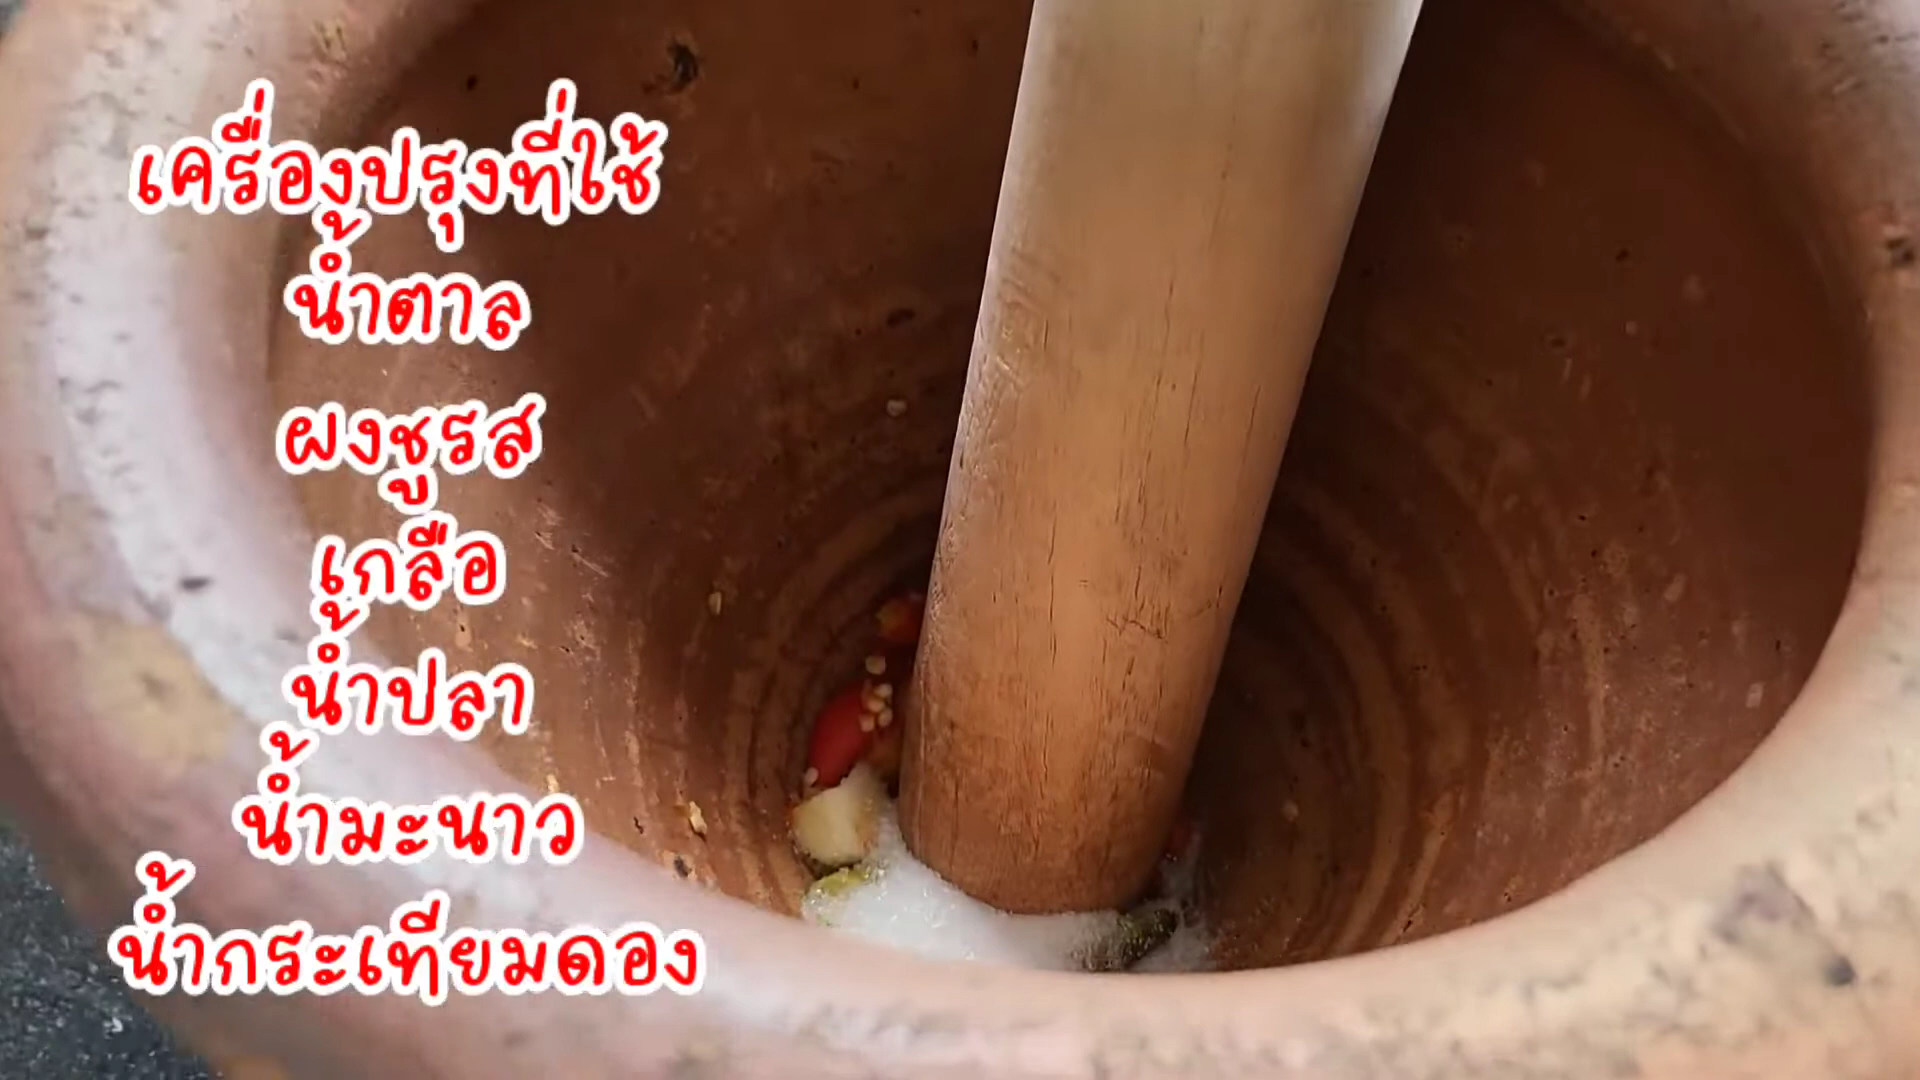 เครื่องปรุงที่ใช้
น้ำตาล
ผงชูรส
เกลือ
น้ำปลา
น้ำมะนาว
น้ำกระเทียมดอง